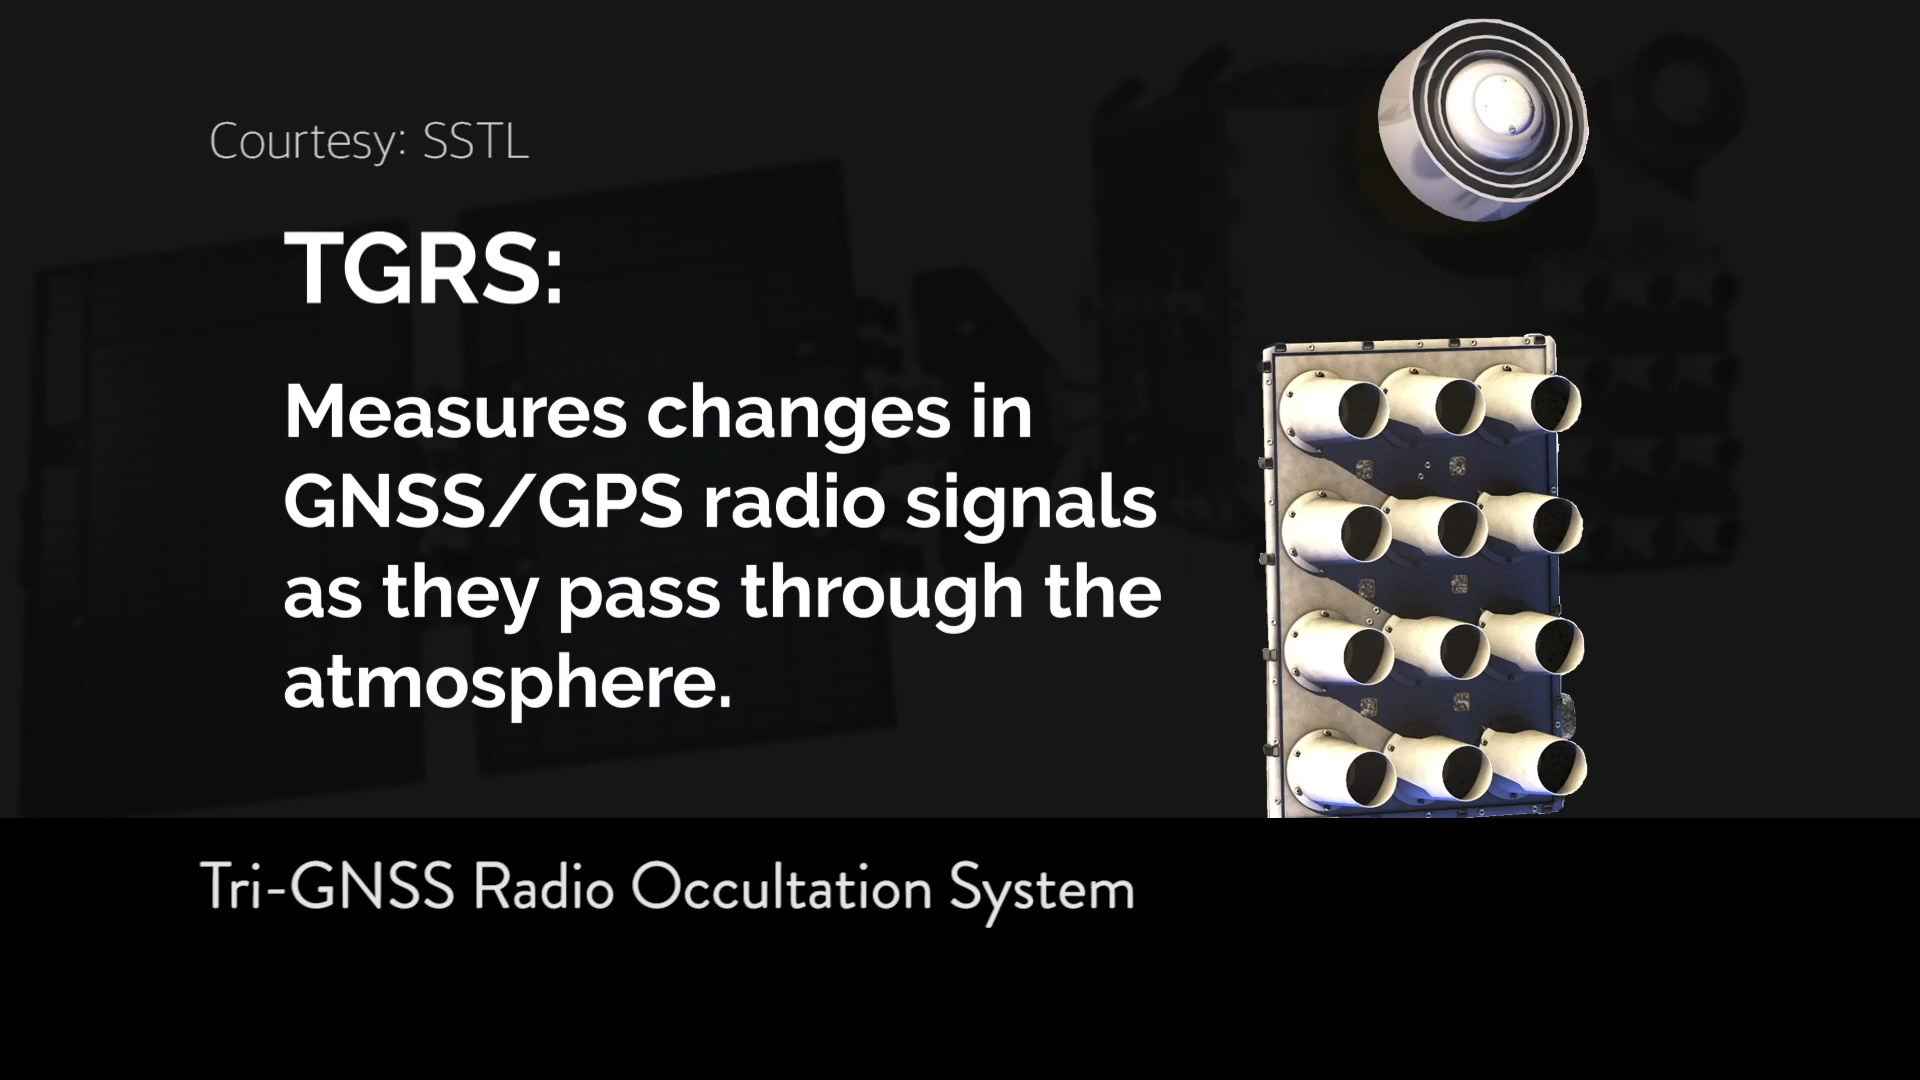 Courtesy: SSTL
TGRS:
Measures changes in
GNSS/GPS radio signals
as they pass through the
atmosphere.
Tri-GNSS Radio Occultation System